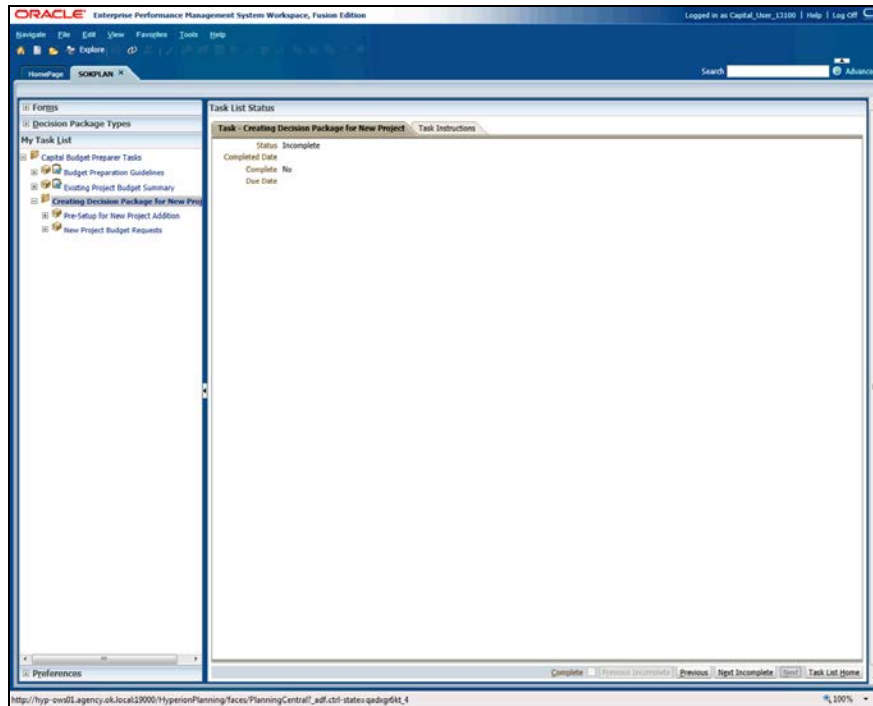 ORACLE Enterprise Performance Management System Workspace, Fusion Edition
Logged in as Capital_User_13100 | Help | Log Off
Navigate File Edit View Favorites Tools Help
Explore
HomePage SOKPLAN
Search Advance
Forms
Decision Package Types
My Task List
Capital Budget Preparer Tasks
Budget Preparation Guidelines
Existing Project Budget Summary
Creating Decision Package for New Proj
Pre-Setup for New Project Addition
New Project Budget Requests
Preferences
Task List Status
Task - Creating Decision Package for New Project Task Instructions
Status Incomplete
Completed Date
Complete No
Due Date
Complete Previous Incomplete Previous Next Incomplete Next Task List Home
100%